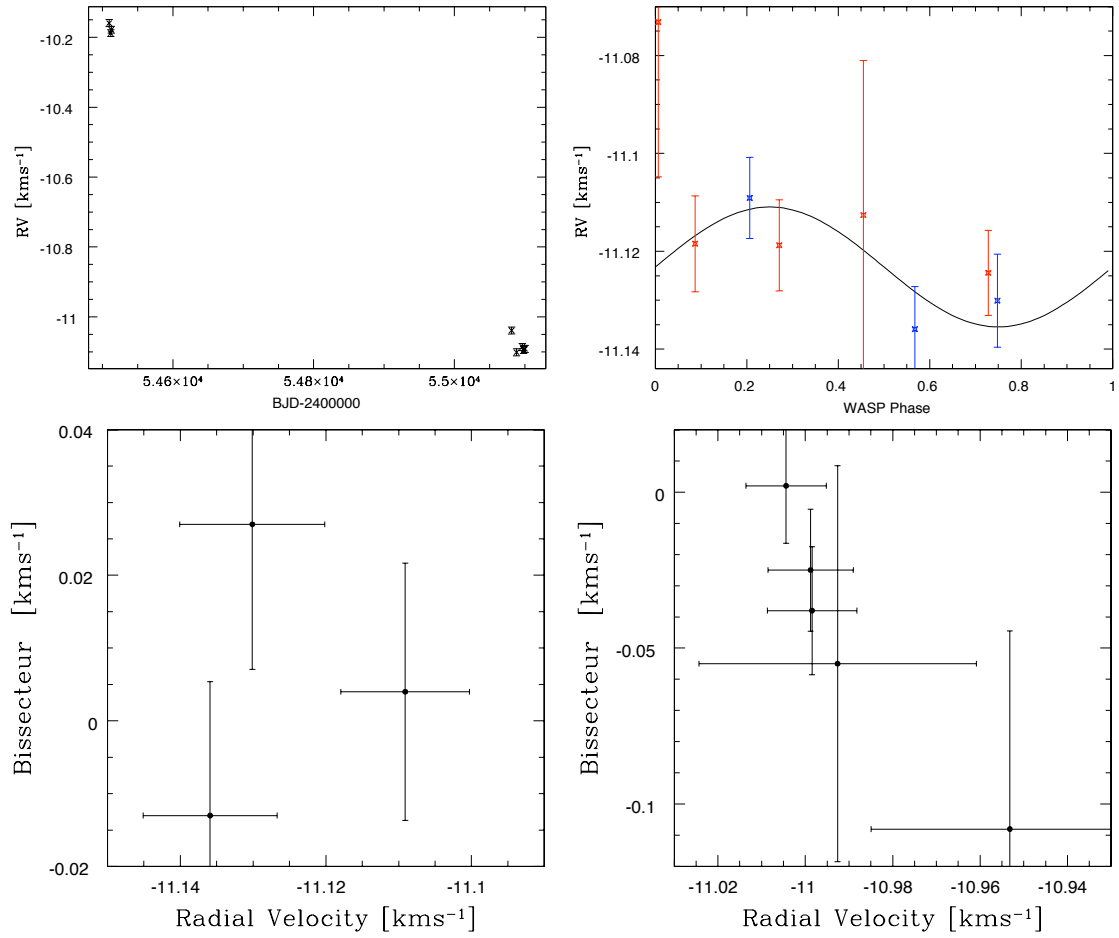 -10.2
-10.4
-10.6
-10.8
-11
RV [kms⁻¹]
5.46×10⁴ 5.48×10⁴ 5.5×10⁴
BJD-2400000
-11.08
-11.1
-11.12
-11.14
RV [kms⁻¹]
0 0.2 0.4 0.6 0.8 1
WASP Phase
0.04
0.02
0
-0.02
Bissecteur [kms⁻¹]
-11.14 -11.12 -11.1
Radial Velocity [kms⁻¹]
0
-0.05
-0.1
Bissecteur [kms⁻¹]
-11.02 -11 -10.98 -10.96 -10.94
Radial Velocity [kms⁻¹]